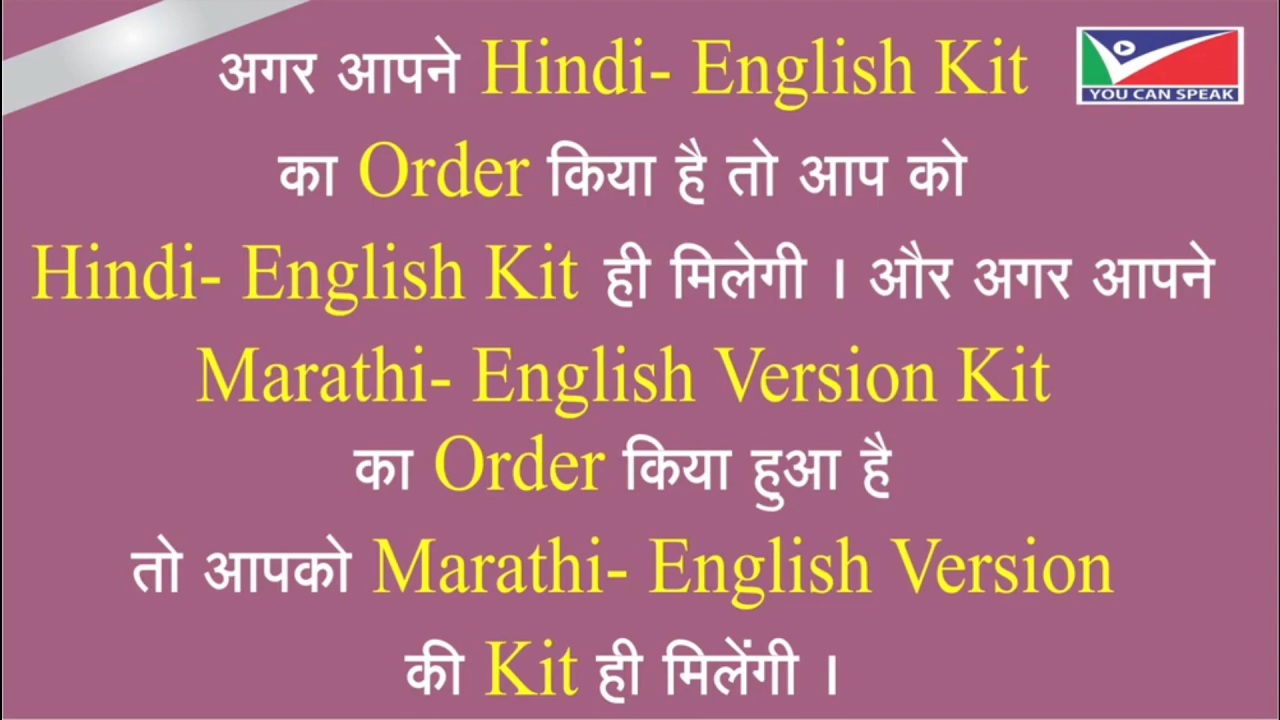 अगर आपने Hindi- English Kit
YOU CAN SPEAK
का Order किया है तो आप को
Hindi- English Kit ही मिलेगी । और अगर आपने
Marathi- English Version Kit
का Order किया हुआ है
तो आपको Marathi- English Version
की Kit ही मिलेंगी ।